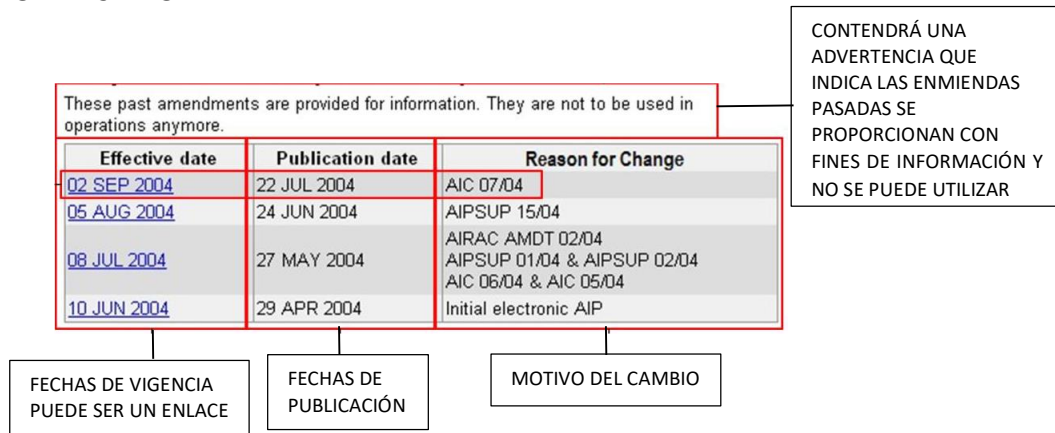 CONTENDRÁ UNA
ADVERTENCIA QUE
INDICA LAS ENMIENDAS
PASADAS SE
PROPORCIONAN CON
FINES DE INFORMACIÓN Y
NO SE PUEDE UTILIZAR
These past amendments are provided for information. They are not to be used in
operations anymore.
Effective date Publication date Reason for Change
02 SEP 2004 22 JUL 2004 AIC 07/04
05 AUG 2004 24 JUN 2004 AIPSUP 15/04
08 JUL 2004 27 MAY 2004 AIRAC AMDT 02/04
AIPSUP 01/04 & AIPSUP 02/04
AIC 06/04 & AIC 05/04
10 JUN 2004 29 APR 2004 Initial electronic AIP
FECHAS DE VIGENCIA
PUEDE SER UN ENLACE
FECHAS DE
PUBLICACIÓN
MOTIVO DEL CAMBIO